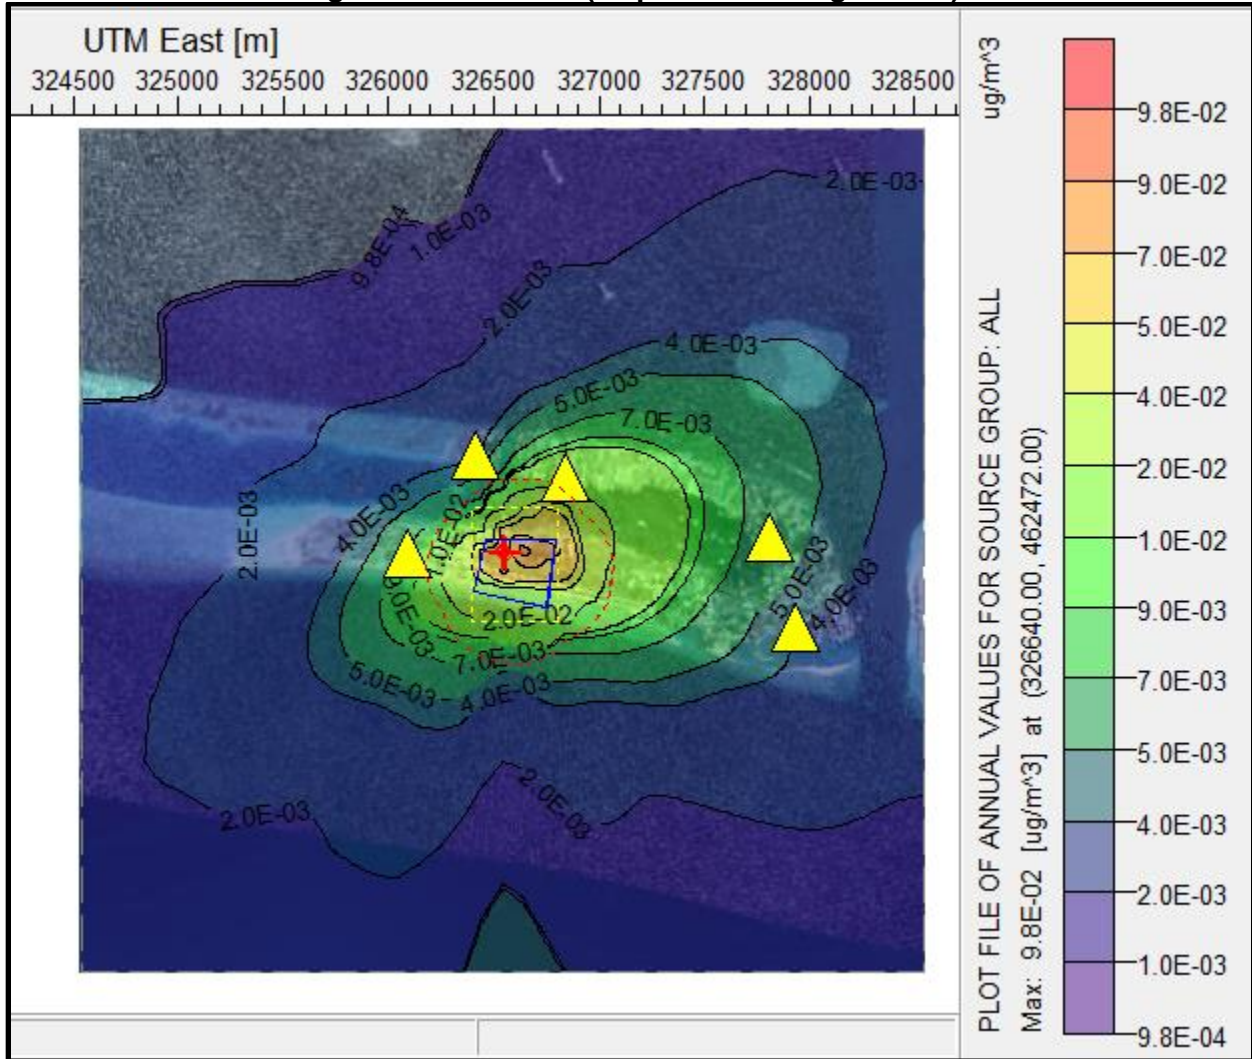 UTM East [m]
324500 325000 325500 326000 326500 327000 327500 328000 328500
2.0E-03
9.8E-04
1.0E-03
2.0E-03
4.0E-03
5.0E-03
7.0E-03
2.0E-03
4.0E-03
1.0E-02
5.0E-03
4.0E-03
2.0E-02
7.0E-03
5.0E-03
4.0E-03
2.0E-03
2.0E-03
ug/m^3
PLOT FILE OF ANNUAL VALUES FOR SOURCE GROUP: ALL
Max: 9.8E-02 [ug/m^3] at (326640.00, 462472.00)
9.8E-02
9.0E-02
7.0E-02
5.0E-02
4.0E-02
2.0E-02
1.0E-02
9.0E-03
7.0E-03
5.0E-03
4.0E-03
2.0E-03
1.0E-03
9.8E-04